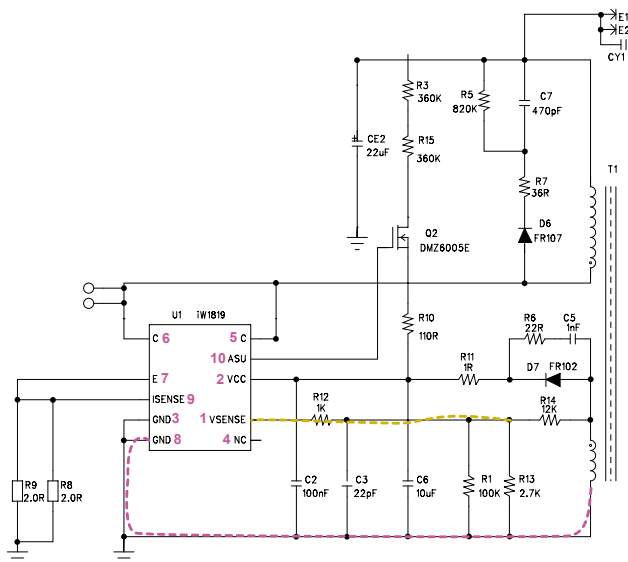 E1
E2
CY1
R3
360K
R5
820K
C7
470pF
CE2
22uF
R15
360K
T1
R7
36R
Q2
DMZ6005E
D6
FR107
U1 iW1819
R10
110R
R6
22R
C5
1nF
C 6
5 C
10 ASU
R11
1R
D7 FR102
E 7
2 VCC
ISENSE 9
R12
1K
R14
12K
GND 3
1 VSENSE
GND 8
4 NC
R9
2.0R
R8
2.0R
C2
100nF
C3
22pF
C6
10uF
R1
100K
R13
2.7K